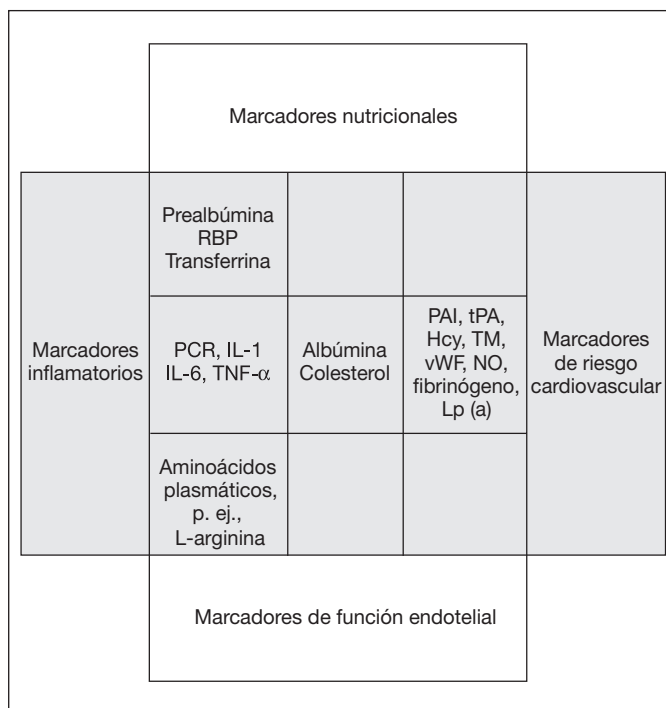 Marcadores nutricionales
Prealbúmina
RBP
Transferrina
Marcadores
inflamatorios
PCR, IL-1
IL-6, TNF-α
Albúmina
Colesterol
PAI, tPA,
Hcy, TM,
vWF, NO,
fibrinógeno,
Lp (a)
Marcadores
de riesgo
cardiovascular
Aminoácidos
plasmáticos,
p. ej.,
L-arginina
Marcadores de función endotelial